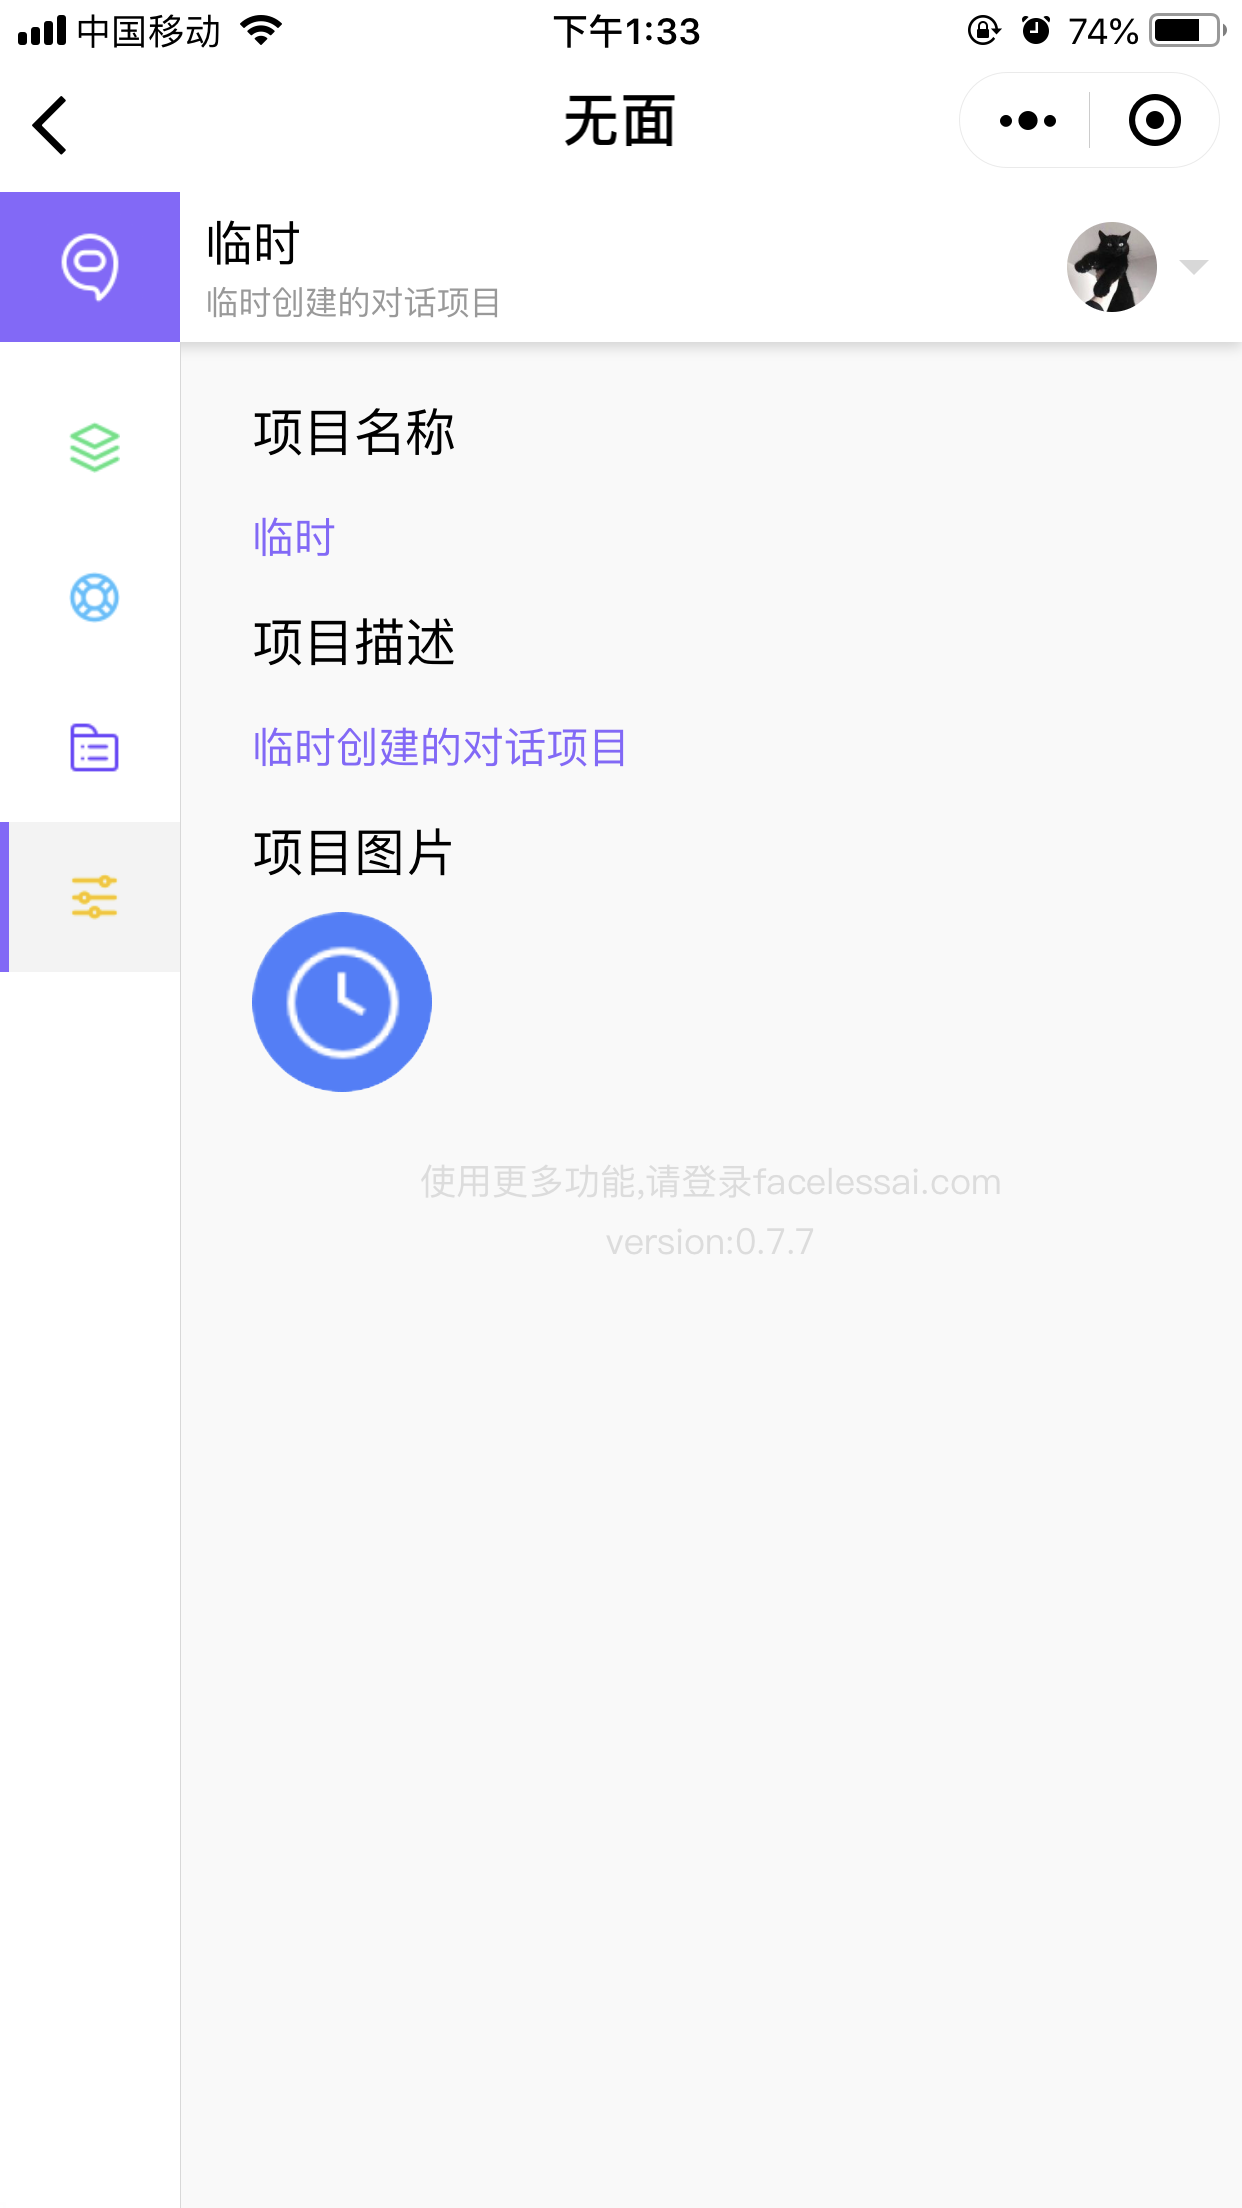 中国移动 下午1:33 74%
无面
临时
临时创建的对话项目
项目名称
临时
项目描述
临时创建的对话项目
项目图片
使用更多功能,请登录facelessai.com
version:0.7.7